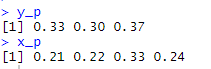 > y_p
[1] 0.33 0.30 0.37
> x_p
[1] 0.21 0.22 0.33 0.24